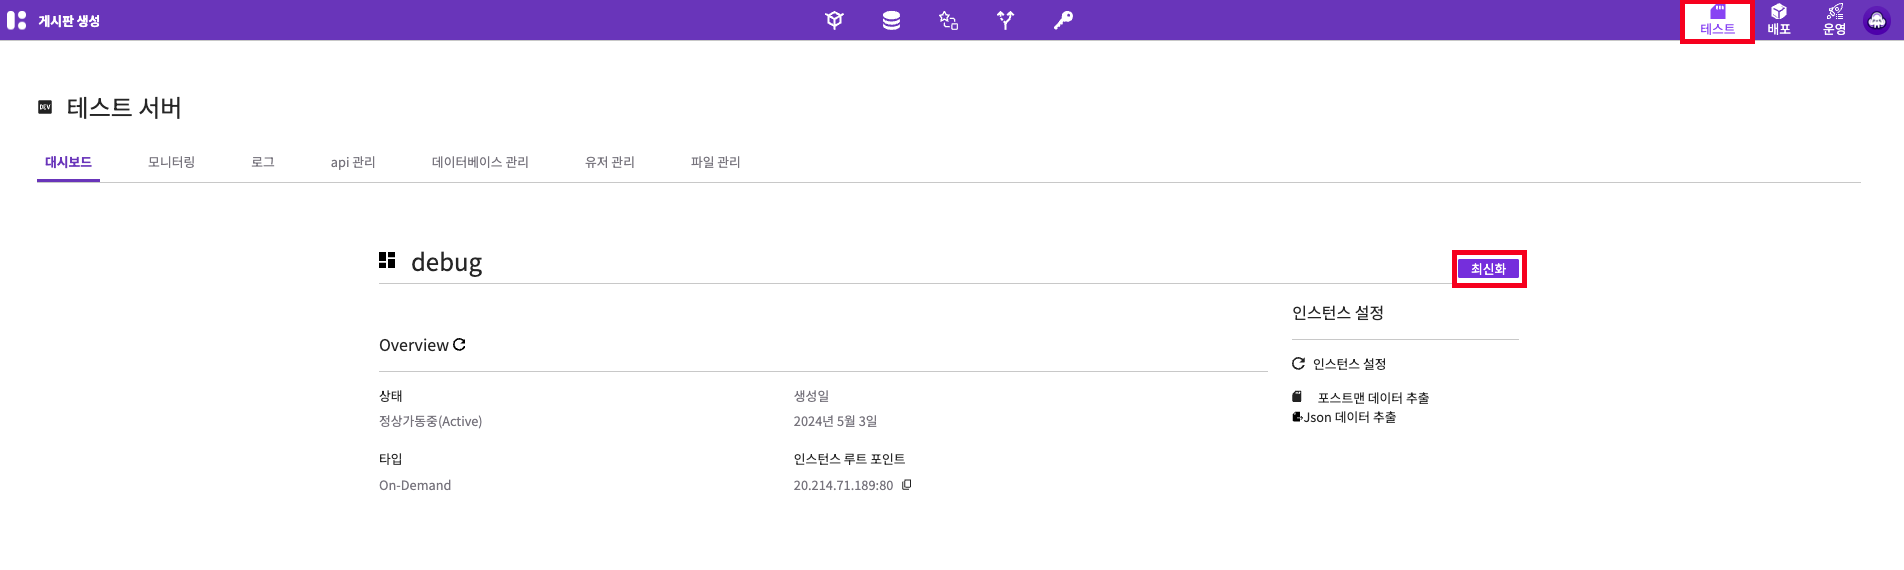 게시판 생성
테스트
배포
운영
DEV 테스트 서버
대시보드 모니터링 로그 api 관리 데이터베이스 관리 유저 관리 파일 관리
debug
최신화
Overview
상태
생성일
정상가동중(Active)
2024년 5월 3일
타입
인스턴스 루트 포인트
On-Demand
20.214.71.189:80
인스턴스 설정
인스턴스 설정
포스트맨 데이터 추출
Json 데이터 추출